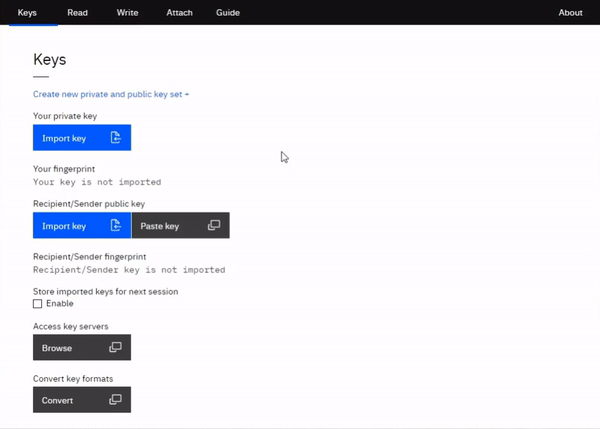 Keys Read Write Attach Guide About
Keys
Create new private and public key set +
Your private key
Import key
Your fingerprint
Your key is not imported
Recipient/Sender public key
Import key Paste key
Recipient/Sender fingerprint
Recipient/Sender key is not imported
Store imported keys for next session
Enable
Access key servers
Browse
Convert key formats
Convert